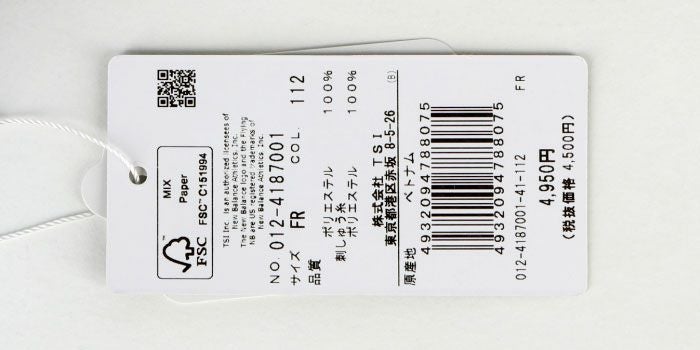 MIX
Paper
FSC™ C151994
FSC
TSI Inc. is an authorized licensees of
New Balance Athletics, Inc.
The New Balance logo and the Flying
NB are US registered trademarks of
New Balance Athletics, Inc.
NO. 012-4187001 COL. 112
サイズ FR
品質
ポリエステル 100%
刺しゅう糸
ポリエステル 100%
株式会社 TSI
東京都港区赤坂 8-5-26 (B)
原産地 ベトナム
4932094788075
4932094788075
012-4187001-41-112 FR
4,950円
(税抜価格 4,500円)